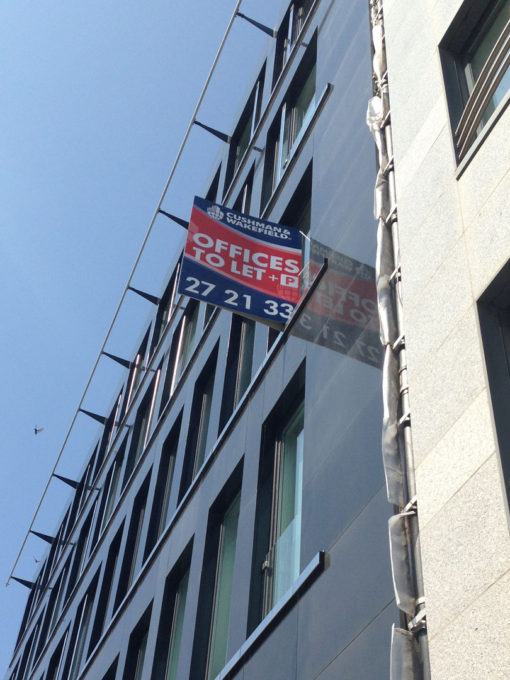 CUSHMAN &
WAKEFIELD
OFFICES
TO LET + P
27 21 33